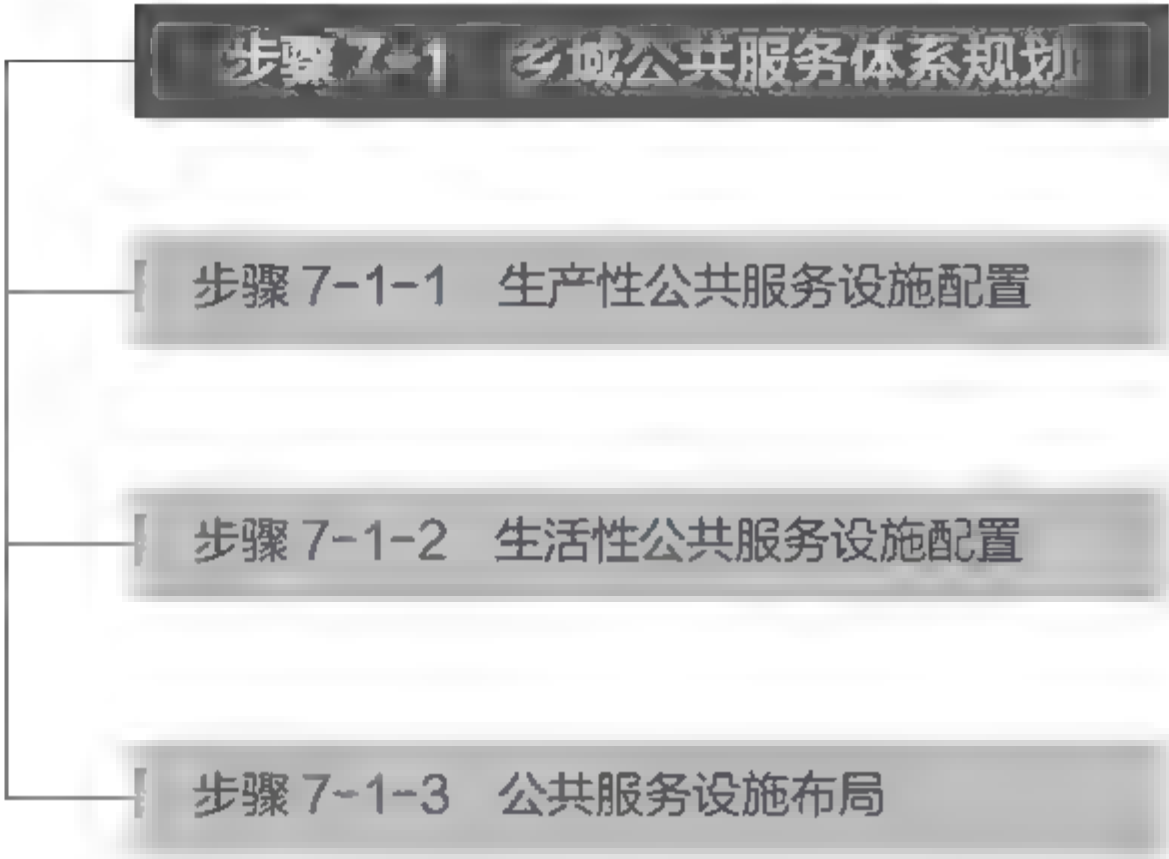 步骤 7-1 乡域公共服务体系规划
步骤 7-1-1 生产性公共服务设施配置
步骤 7-1-2 生活性公共服务设施配置
步骤 7-1-3 公共服务设施布局